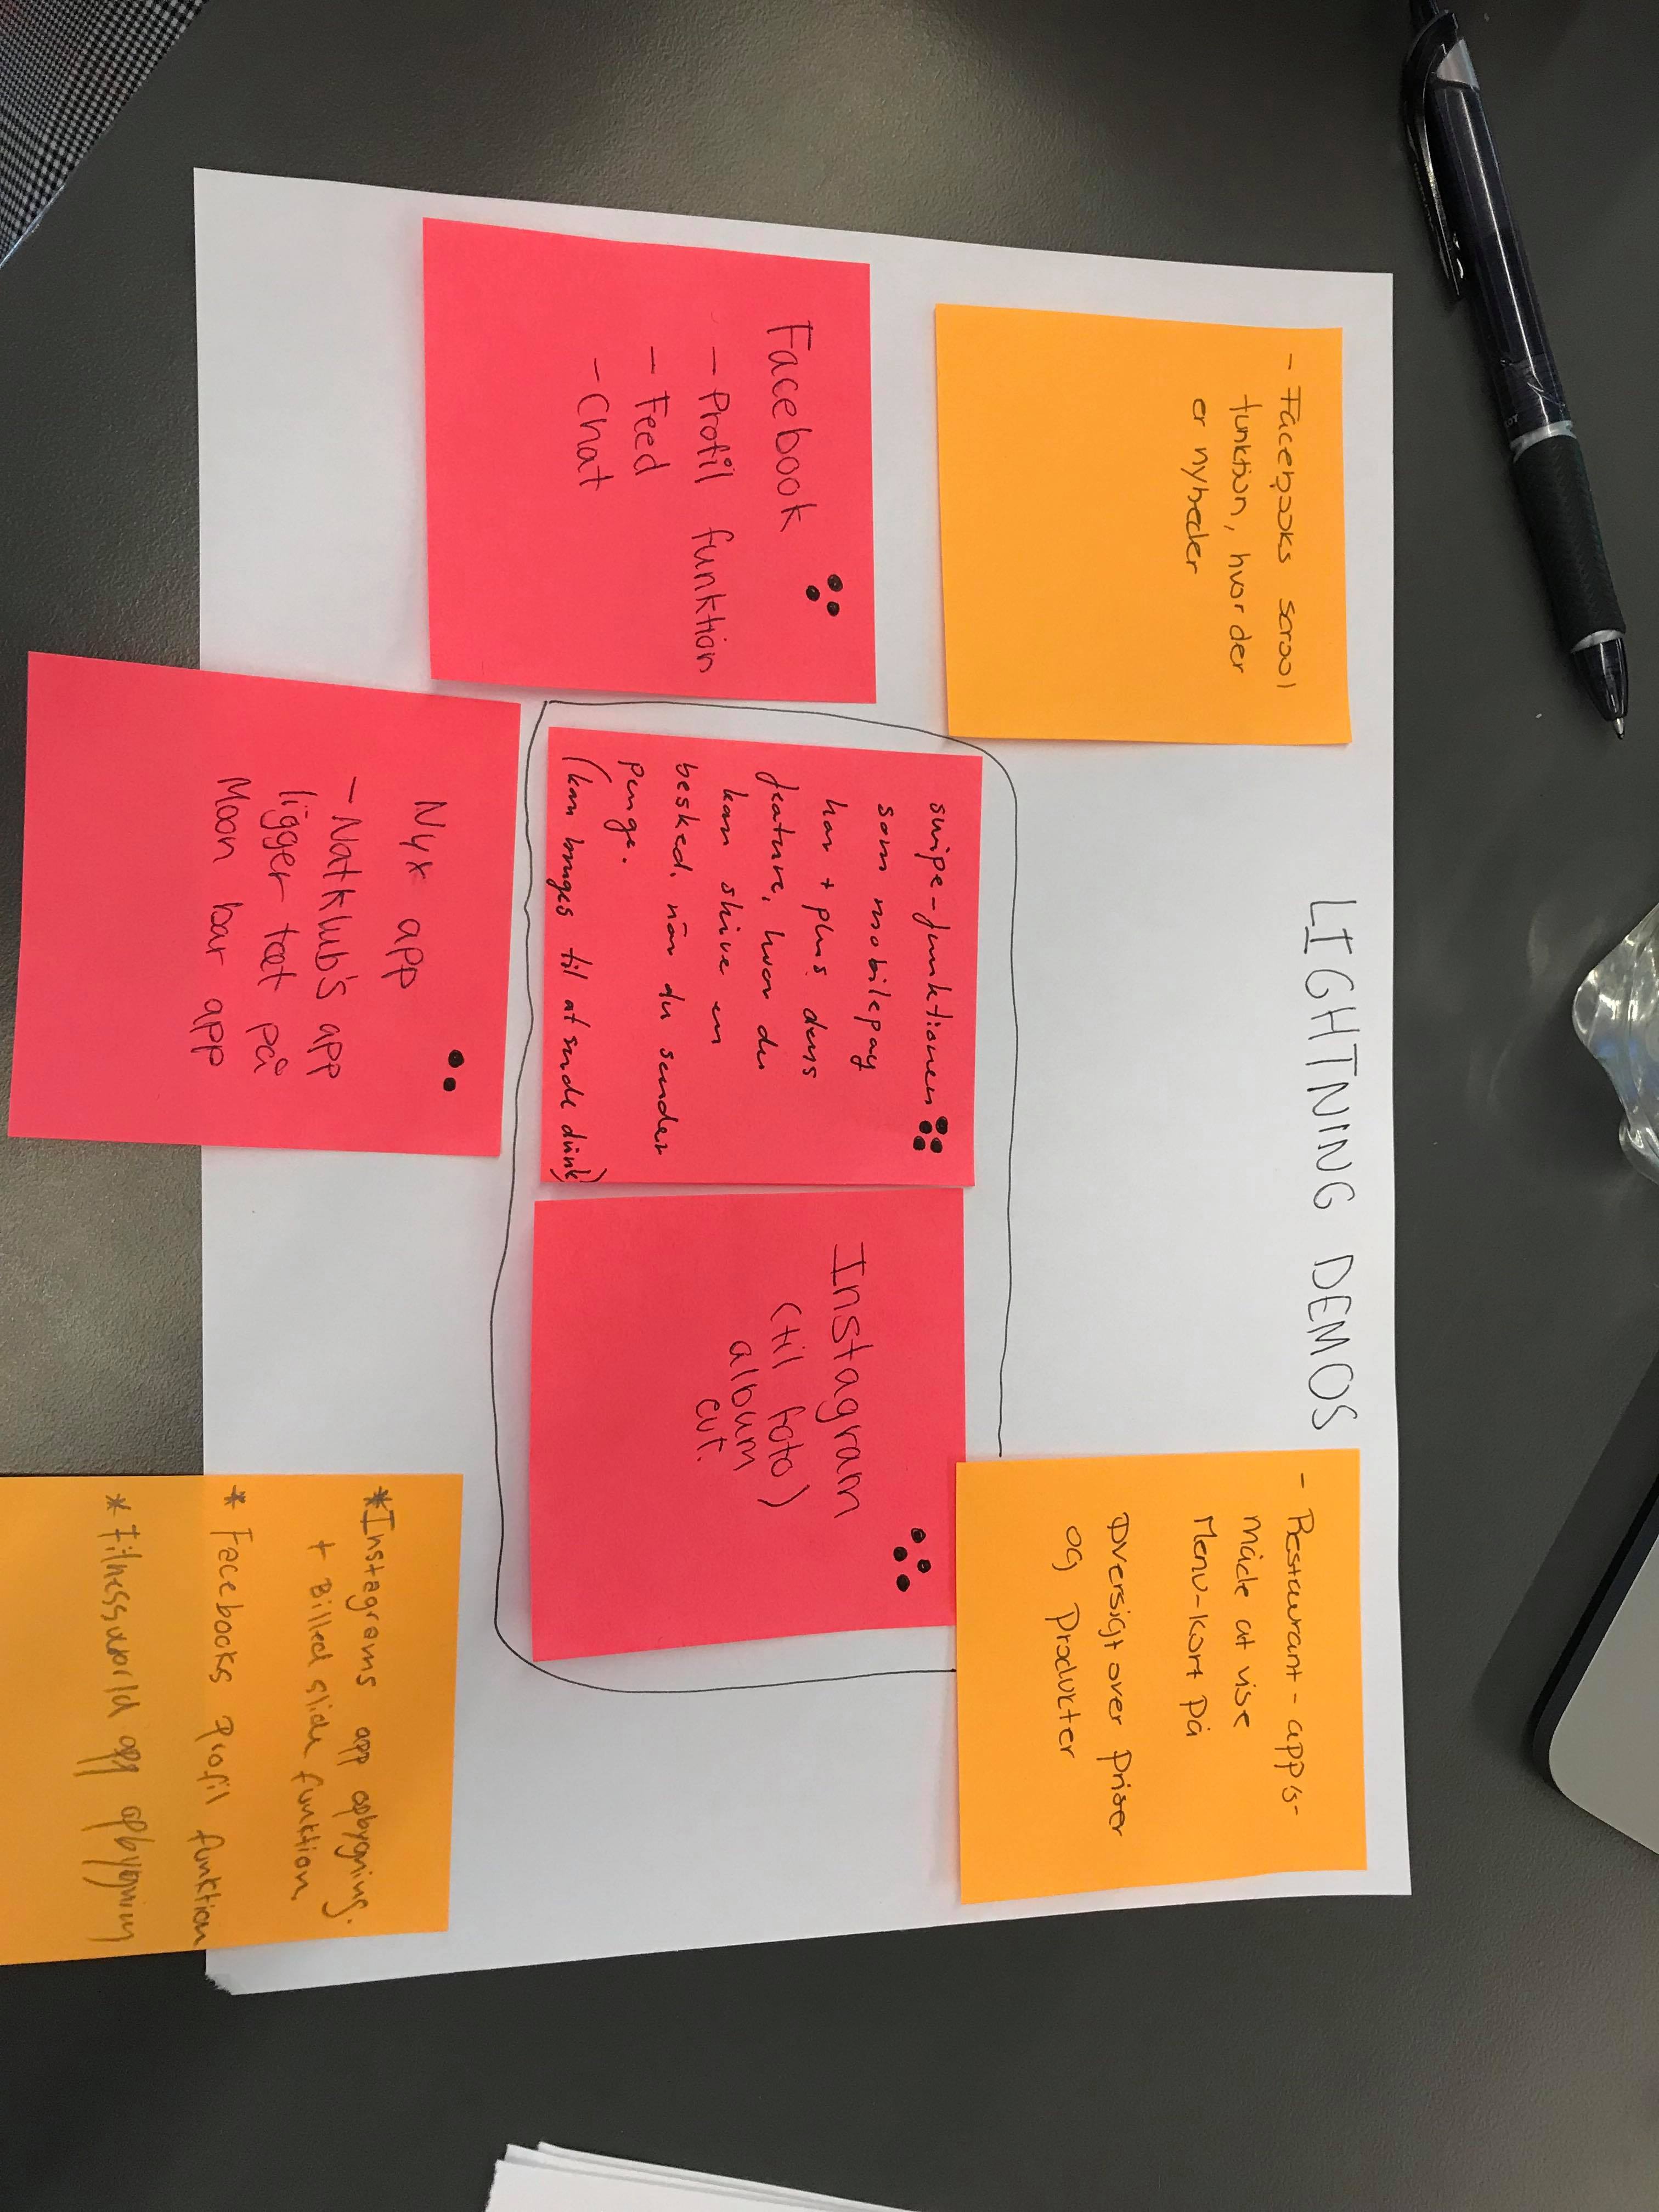 LIGHTNING DEMOS
- Facebooks scrool
funktion, hvor der
er nyheder
- Restaurant-app's-
måde at vise
Menu-kort på
Oversigt over Priser
og Produkter
swipe-funktionen
som mobilepay
har + plus dens
feature, hvor du
kan skive en
besked. når du sender
penge.
(kan bruges til at sende drink)
Instagram
(til foto)
album
evt.
Facebook
- Profil funktion
- Feed
- Chat
Nyx app
- Natklub's app
ligger tæt på
Moon bar app
*Instagrams app opbygning.
+ Billed slide funktion.
* Facebooks Profil funktion
* Fitnessworld app opbygning